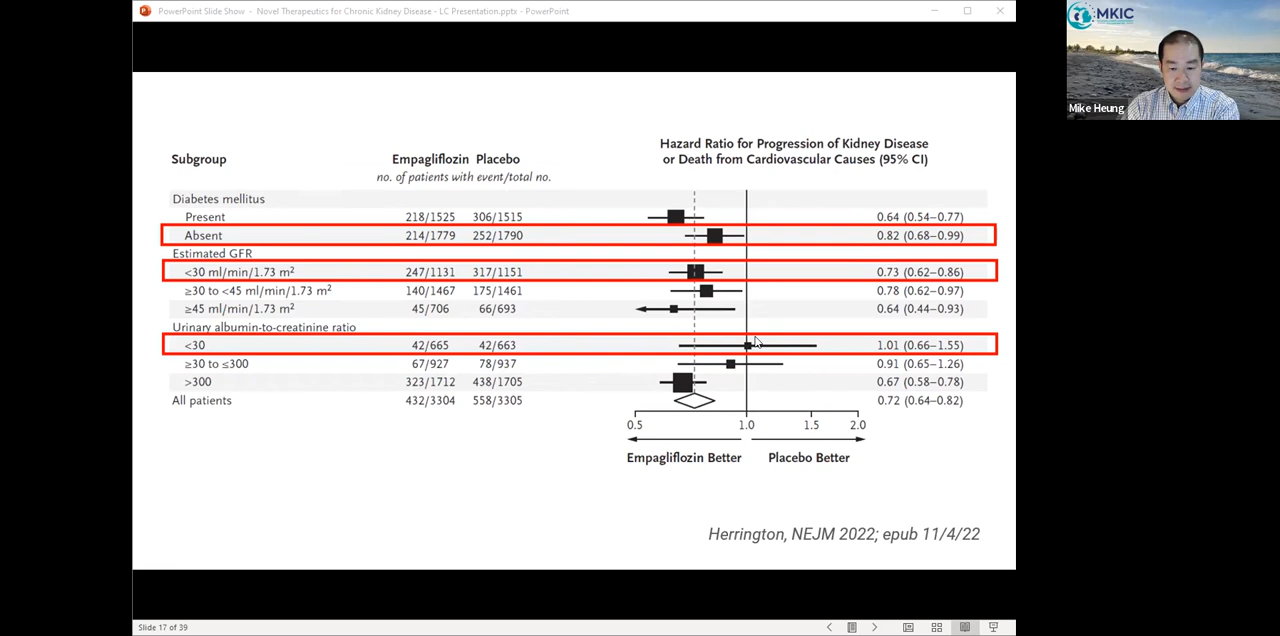 PowerPoint Slide Show - Novel Therapeutics for Chronic Kidney Disease - LC Presentation.pptx - PowerPoint
MKIC
Mike Heung
Hazard Ratio for Progression of Kidney Disease
or Death from Cardiovascular Causes (95% CI)
Subgroup Empagliflozin Placebo
no. of patients with event/total no.
Diabetes mellitus
Present 218/1525 306/1515 0.64 (0.54–0.77)
Absent 214/1779 252/1790 0.82 (0.68–0.99)
Estimated GFR
<30 ml/min/1.73 m² 247/1131 317/1151 0.73 (0.62–0.86)
≥30 to <45 ml/min/1.73 m² 140/1467 175/1461 0.78 (0.62–0.97)
≥45 ml/min/1.73 m² 45/706 66/693 0.64 (0.44–0.93)
Urinary albumin-to-creatinine ratio
<30 42/665 42/663 1.01 (0.66–1.55)
≥30 to ≤300 67/927 78/937 0.91 (0.65–1.26)
>300 323/1712 438/1705 0.67 (0.58–0.78)
All patients 432/3304 558/3305 0.72 (0.64–0.82)
0.5 1.0 1.5 2.0
Empagliflozin Better Placebo Better
Herrington, NEJM 2022; epub 11/4/22
Slide 17 of 39